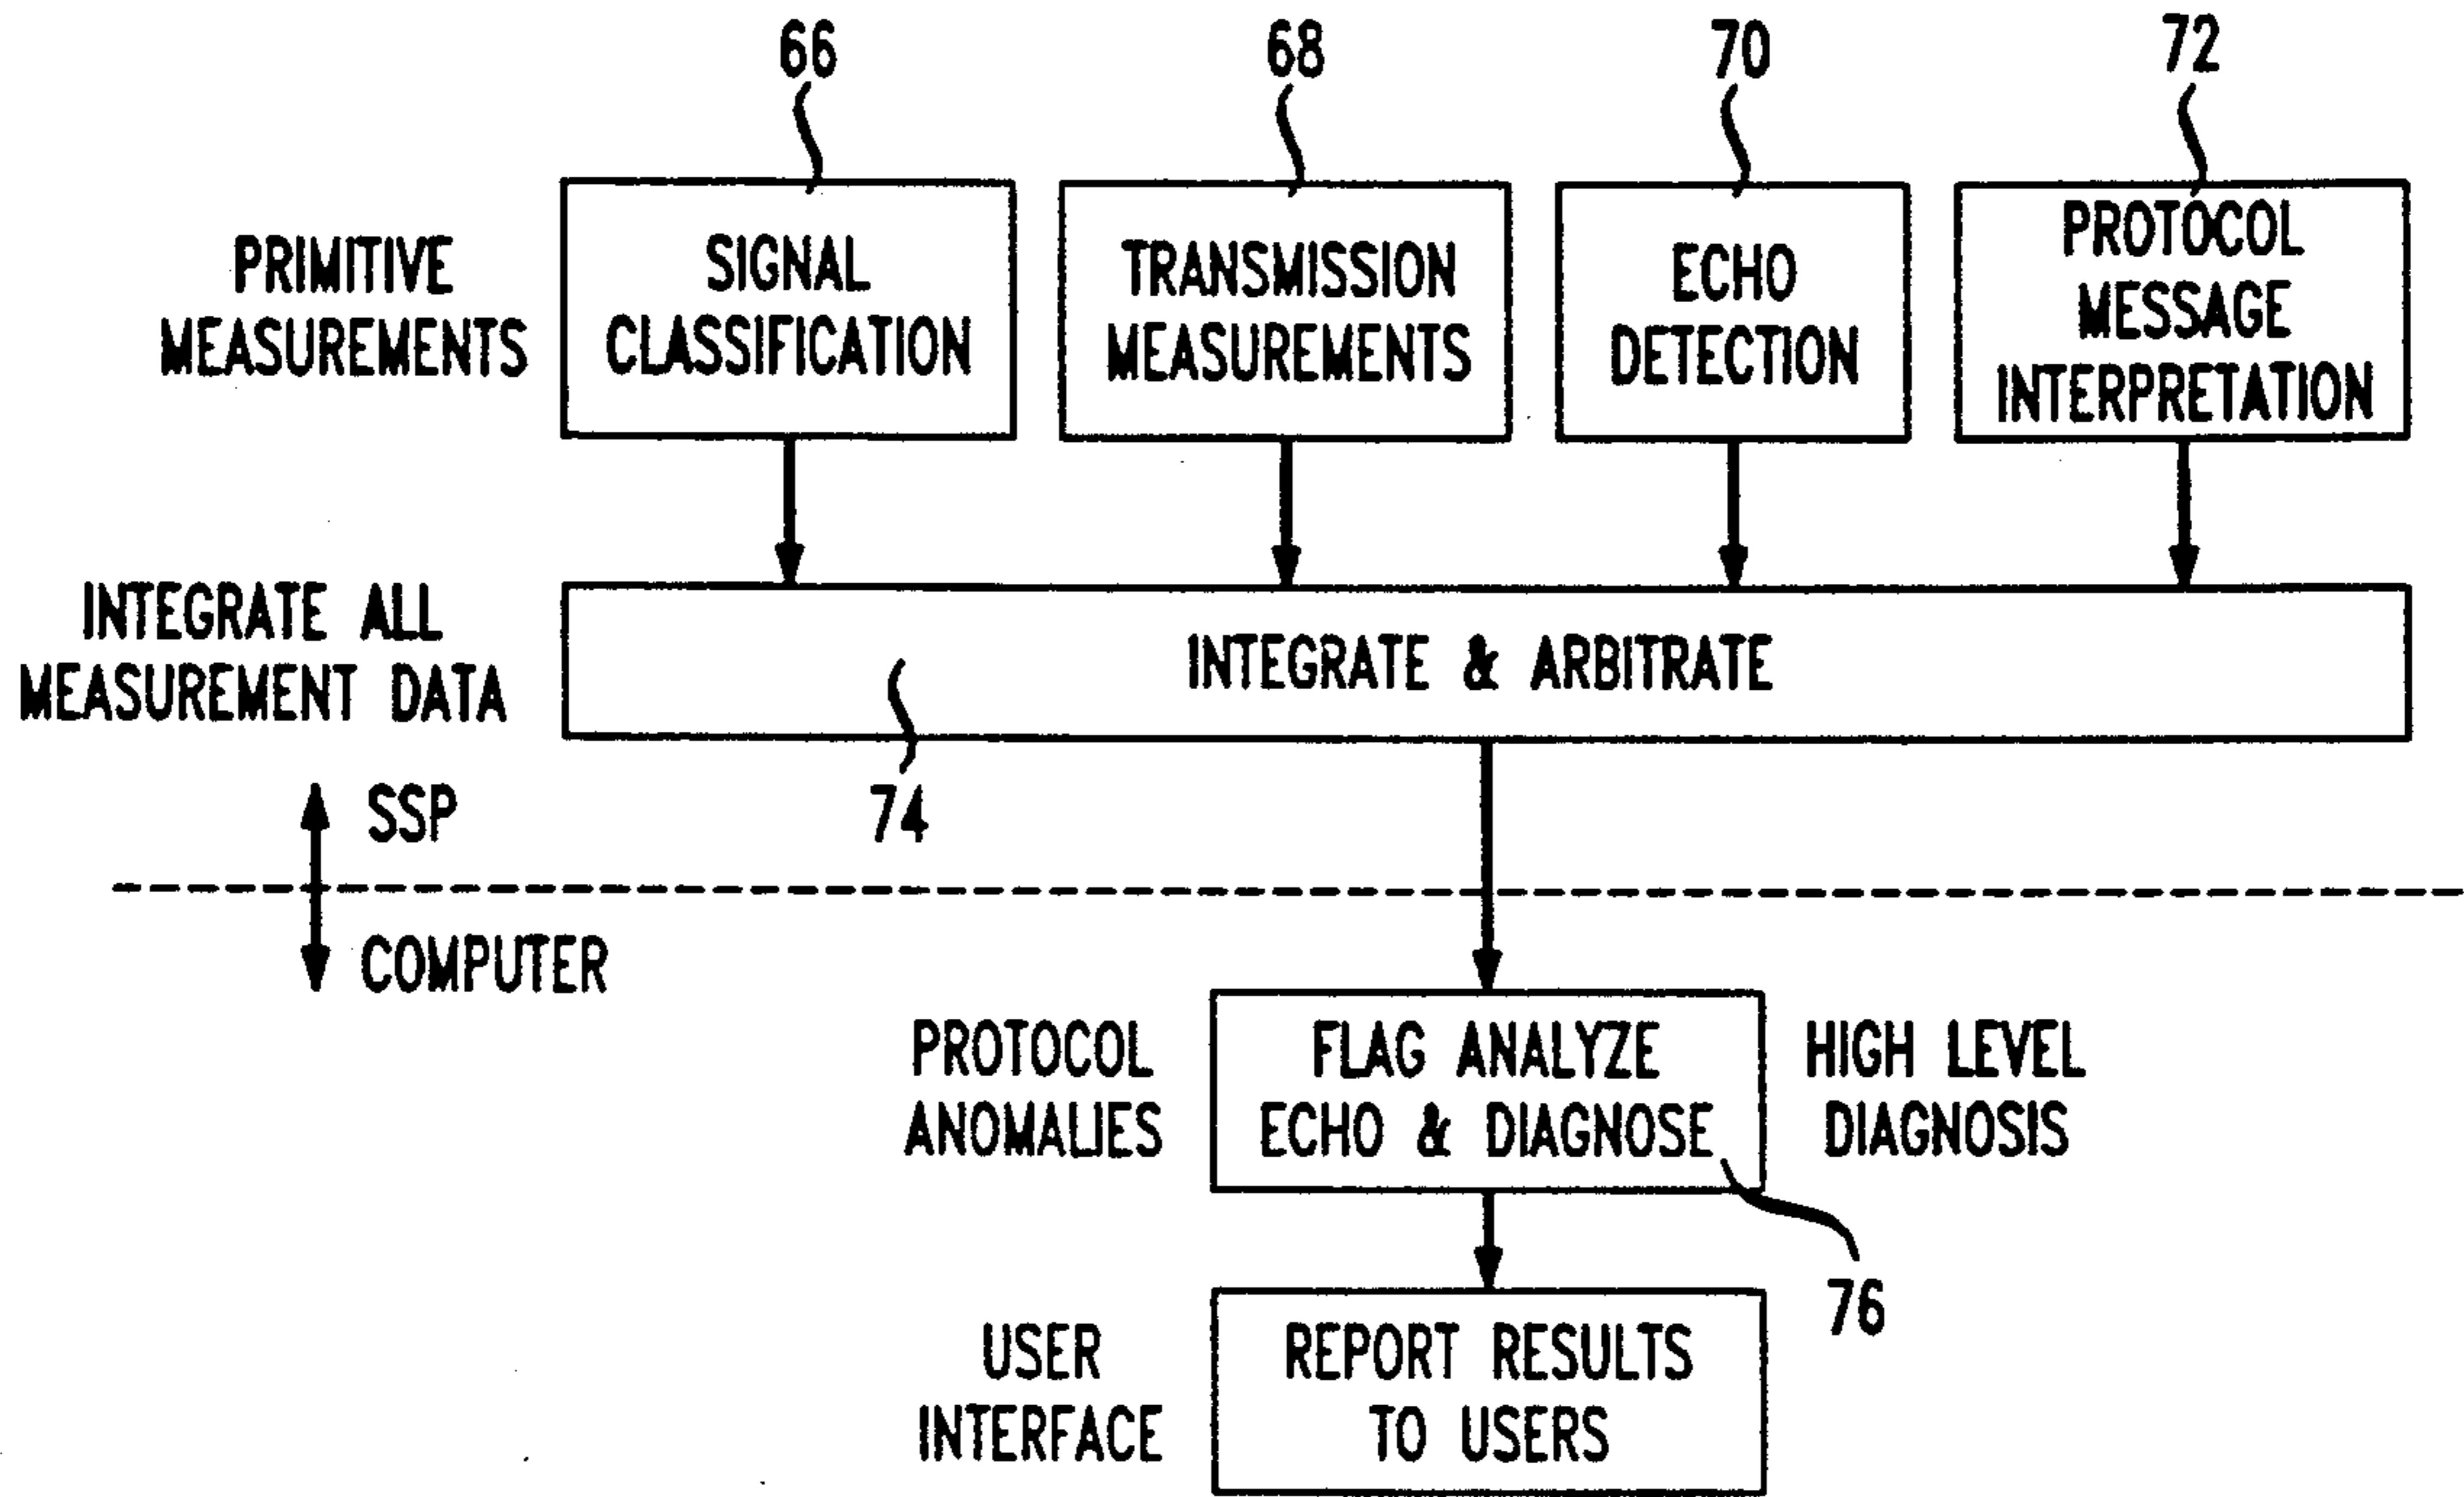 66
68
70
72
PRIMITIVE
MEASUREMENTS
SIGNAL
CLASSIFICATION
TRANSMISSION
MEASUREMENTS
ECHO
DETECTION
PROTOCOL
MESSAGE
INTERPRETATION
INTEGRATE ALL
MEASUREMENT DATA
INTEGRATE & ARBITRATE
74
SSP
COMPUTER
PROTOCOL
ANOMALIES
FLAG ANALYZE
ECHO & DIAGNOSE
HIGH LEVEL
DIAGNOSIS
76
USER
INTERFACE
REPORT RESULTS
TO USERS